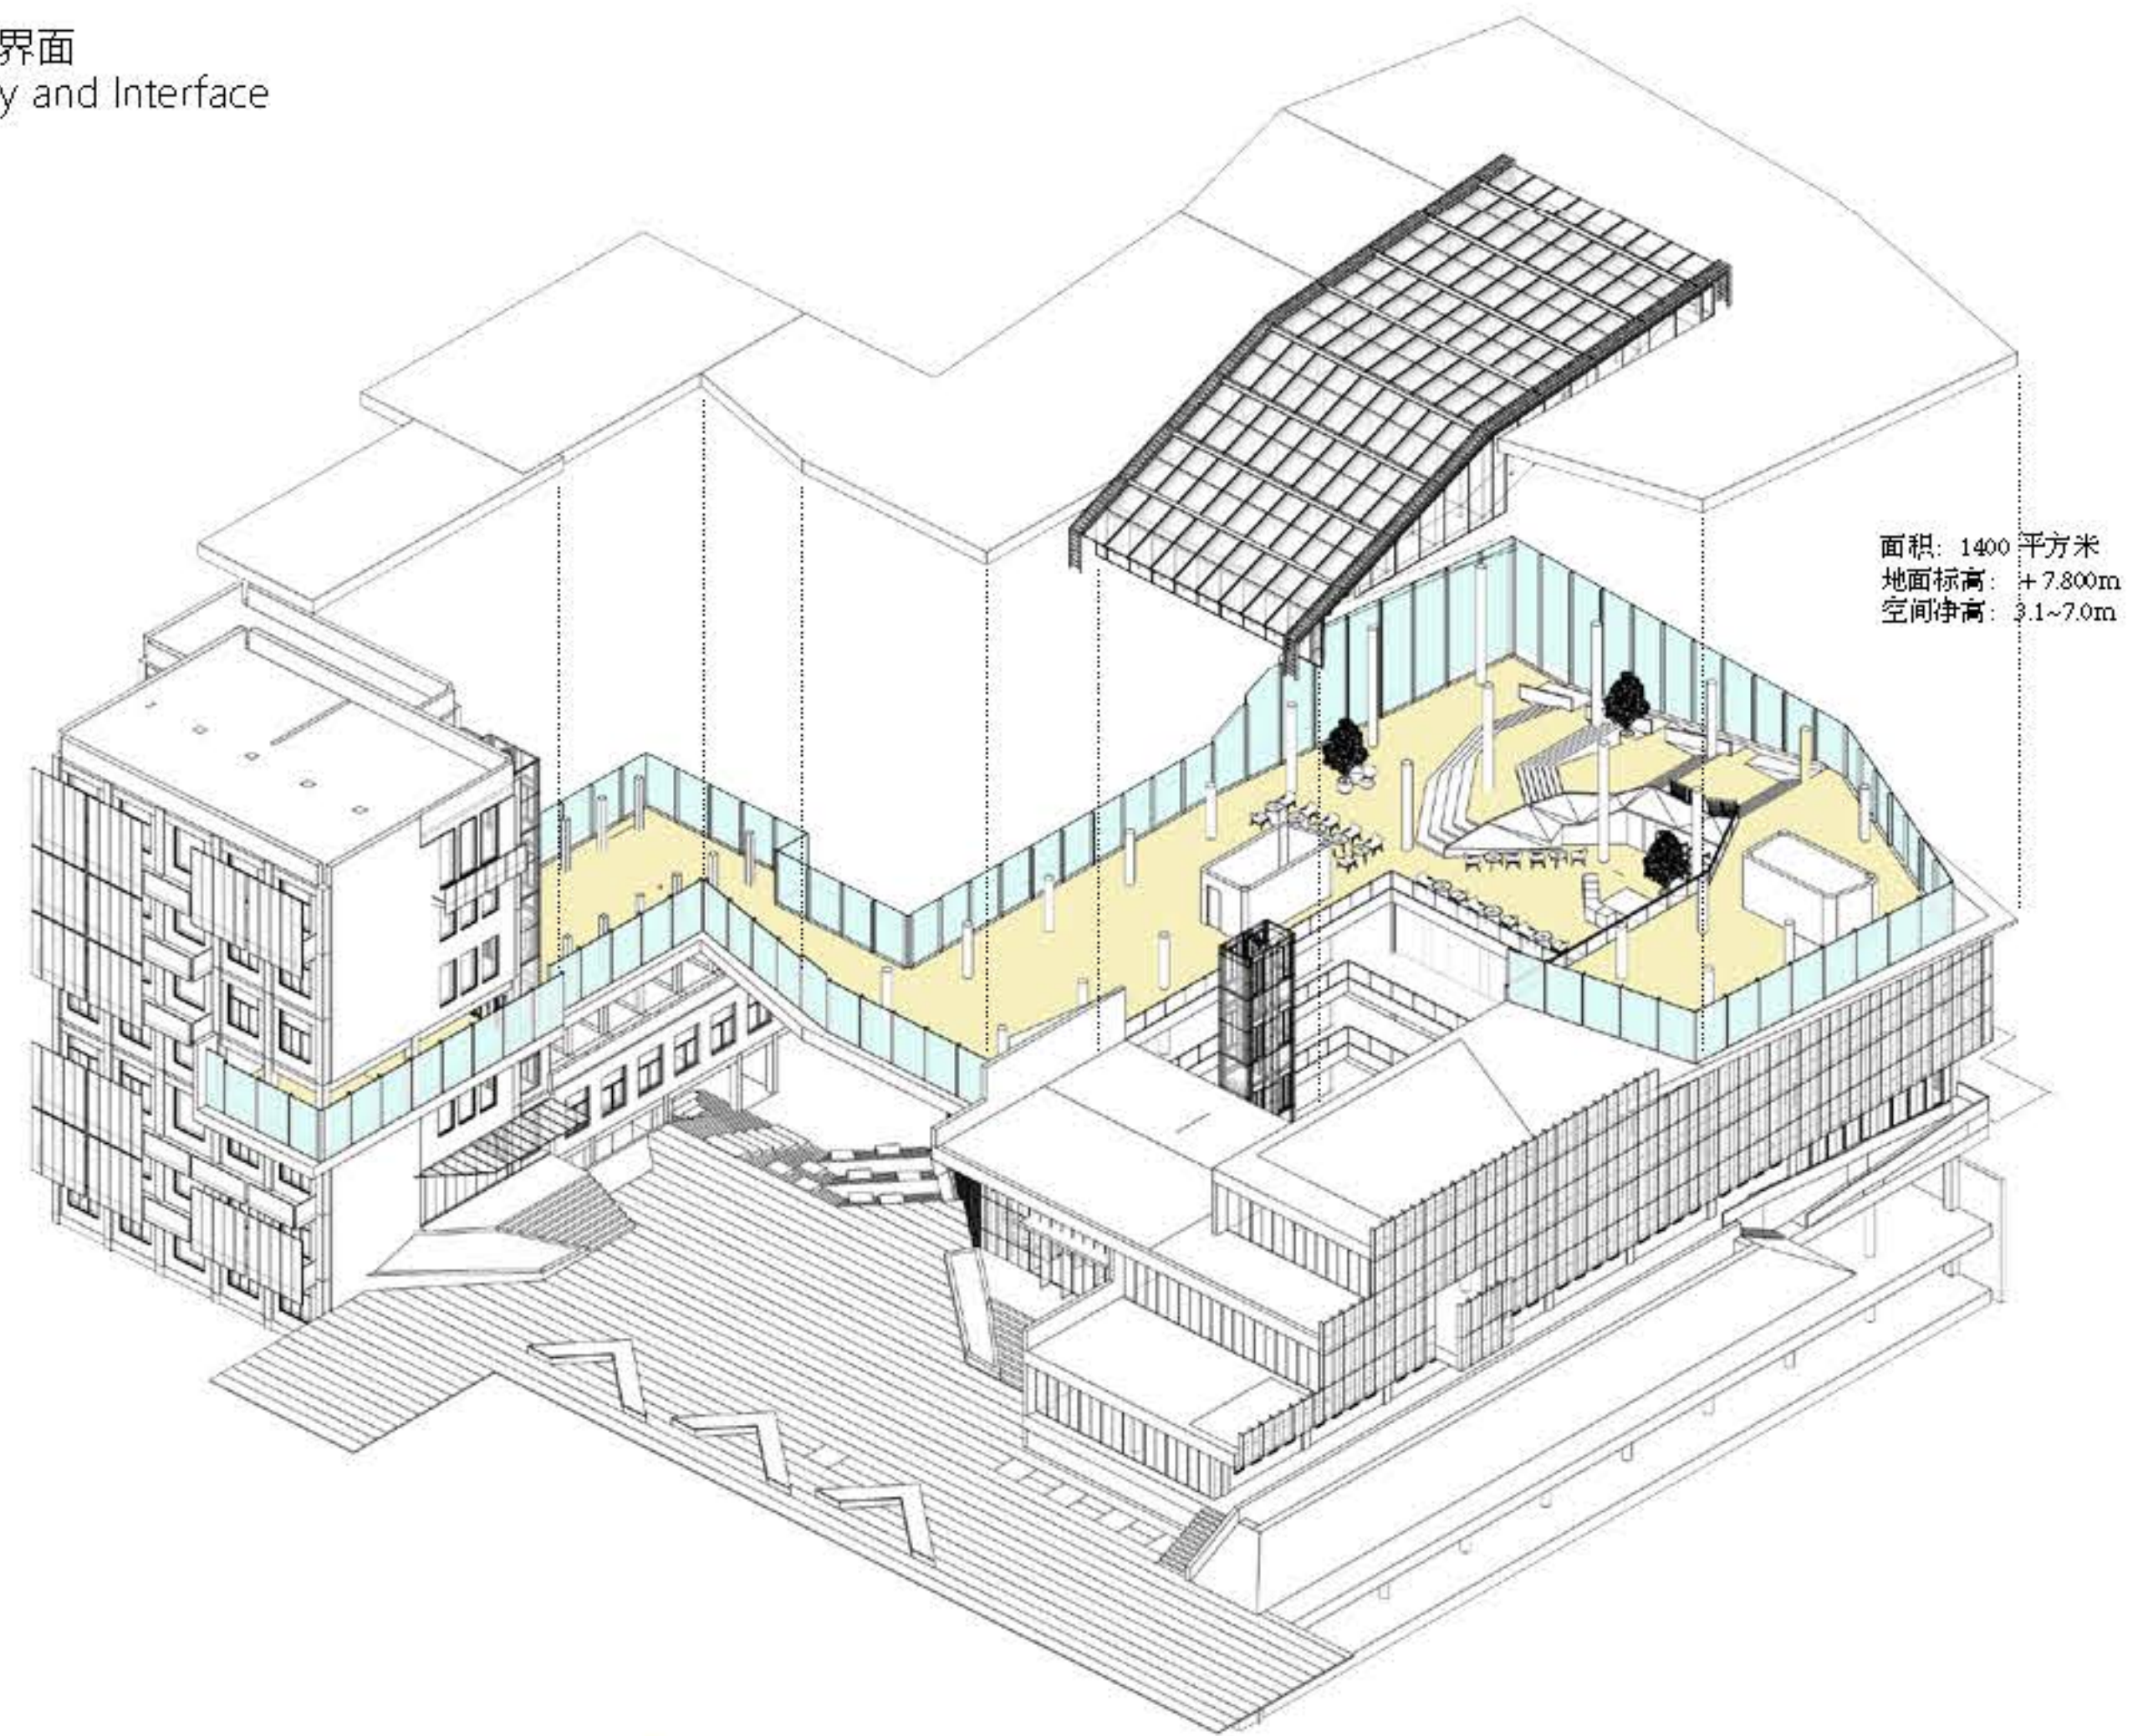 界面
y and Interface
面积: 1400 平方米
地面标高: +7.800m
空间净高: 3.1~7.0m